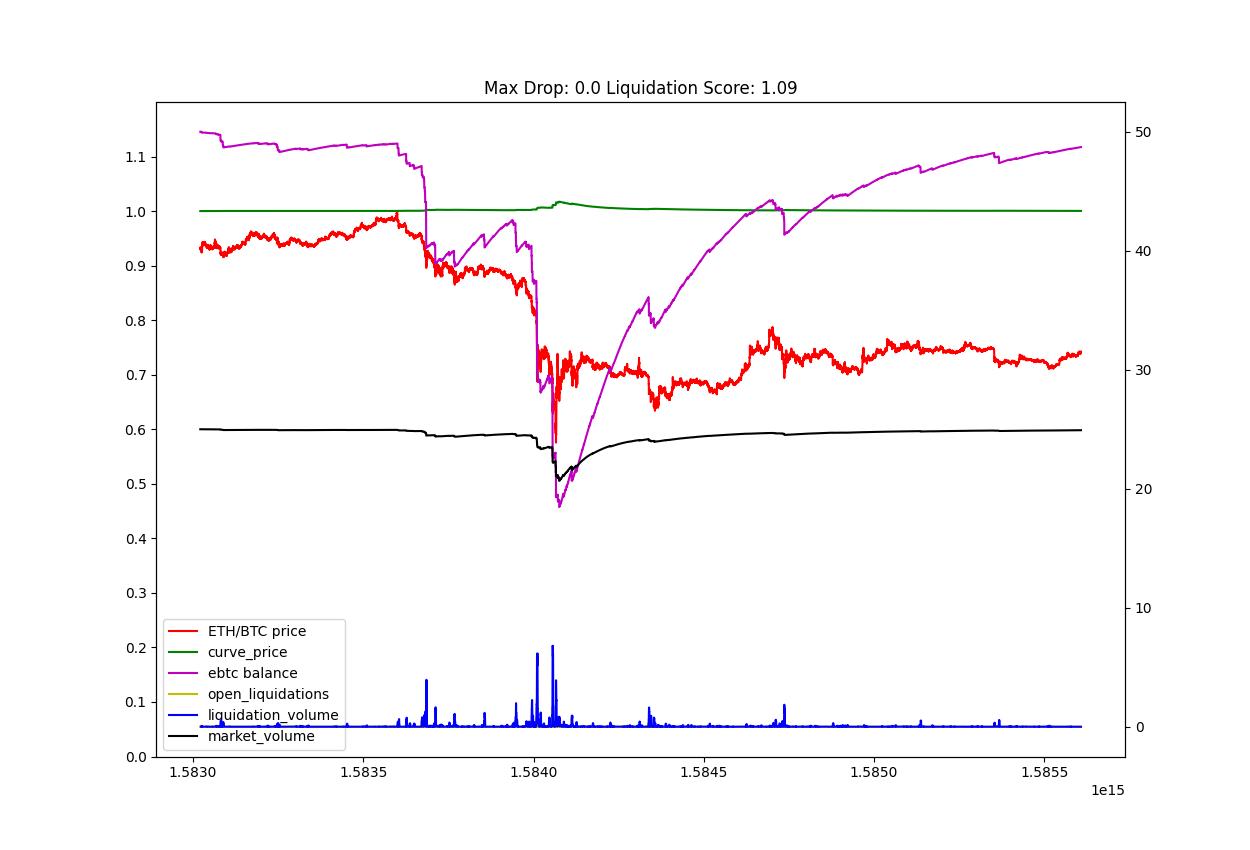 Max Drop: 0.0 Liquidation Score: 1.09
1.1
1.0
0.9
0.8
0.7
0.6
0.5
0.4
0.3
0.2
0.1
0.0
50
40
30
20
10
0
ETH/BTC price
curve_price
ebtc balance
open_liquidations
liquidation_volume
market_volume
1.5830 1.5835 1.5840 1.5845 1.5850 1.5855
1e15